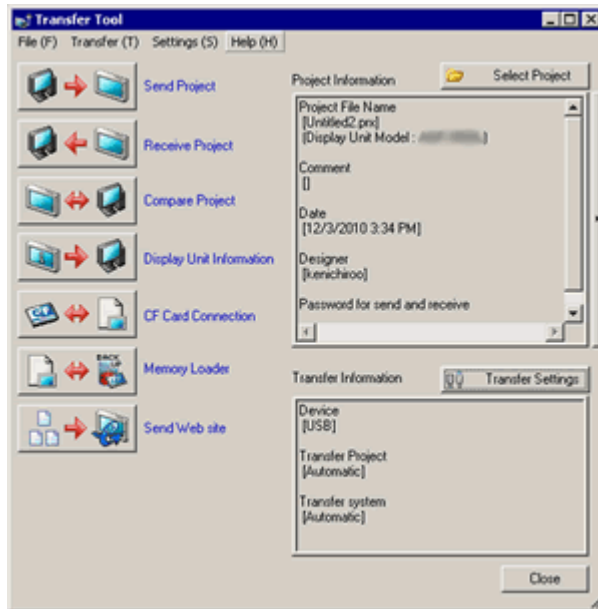 Transfer Tool
File (F) Transfer (T) Settings (S) Help (H)
Send Project
Receive Project
Compare Project
Display Unit Information
CF Card Connection
Memory Loader
Send Web site
Project Information
Select Project
Project File Name
[Untitled2.prx]
(Display Unit Model : )
Comment
[]
Date
[12/3/2010 3:34 PM]
Designer
[kenichiroo]
Password for send and receive
Transfer Information
Transfer Settings
Device
[USB]
Transfer Project
[Automatic]
Transfer system
[Automatic]
Close